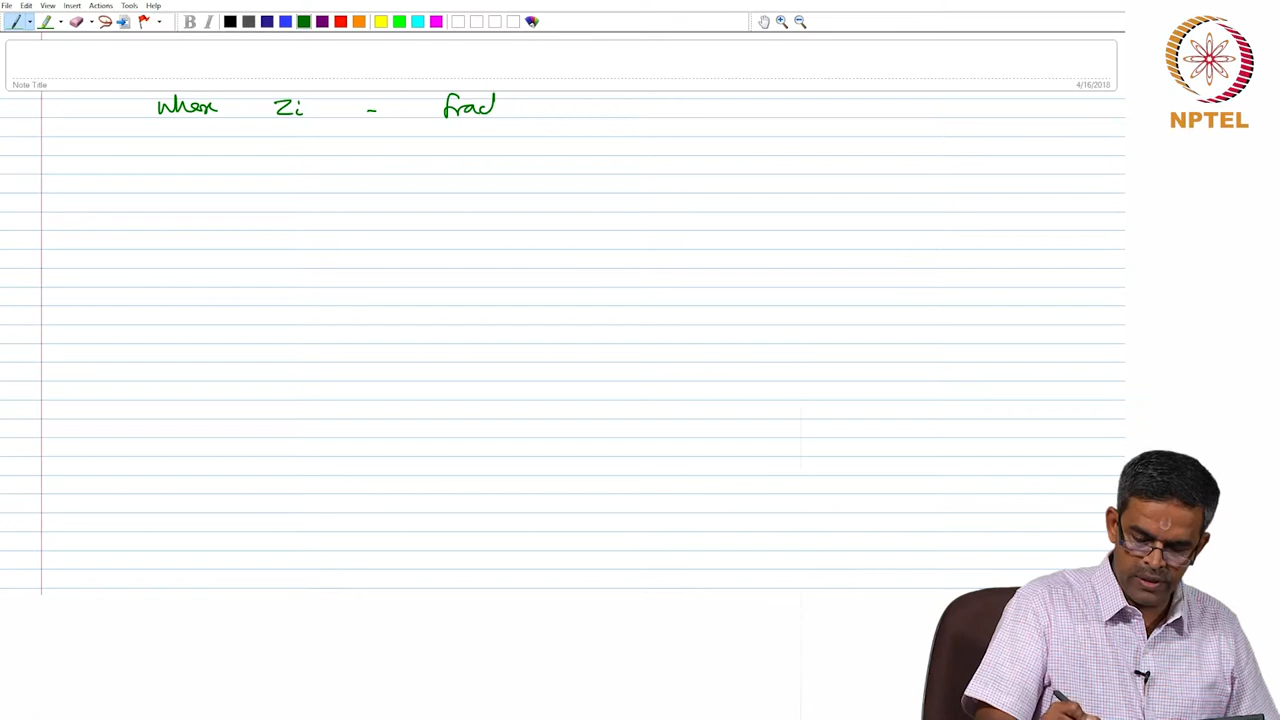 File Edit View Insert Actions Tools Help
B I
Note Title
4/16/2018
where Zi - frac
NPTEL